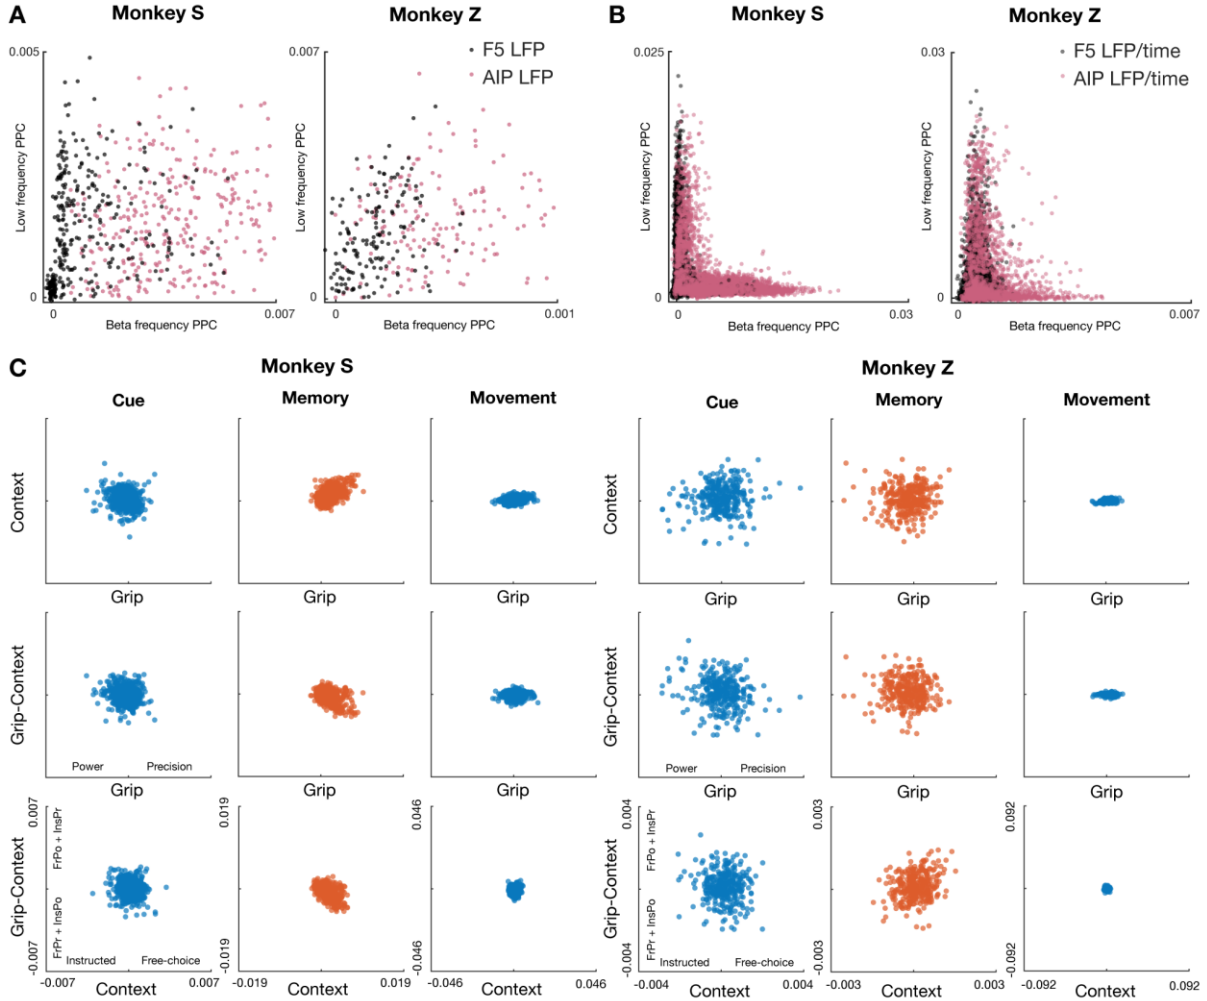 A
Monkey S
Monkey Z
B
Monkey S
Monkey Z
0.005
0.007
F5 LFP
AIP LFP
0.025
0.03
F5 LFP/time
AIP LFP/time
Low frequency PPC
Low frequency PPC
Low frequency PPC
Low frequency PPC
0
0
0
0
0
0.007
0
0.001
0
0.03
0
0.007
Beta frequency PPC
Beta frequency PPC
Beta frequency PPC
Beta frequency PPC
C
Monkey S
Monkey Z
Cue
Memory
Movement
Cue
Memory
Movement
Context
Context
Grip
Grip
Grip
Grip
Grip
Grip
Grip-Context
Grip-Context
Power
Precision
Power
Precision
Grip
Grip
Grip
Grip
Grip
Grip
Grip-Context
-0.007
0.007
FrPr + InsPo
FrPo + InsPr
-0.019
0.019
-0.046
0.046
Grip-Context
-0.004
0.004
FrPr + InsPo
FrPo + InsPr
-0.003
0.003
-0.092
0.092
Instructed
Free-choice
Instructed
Free-choice
-0.007
0.007
-0.019
0.019
-0.046
0.046
-0.004
0.004
-0.003
0.003
-0.092
0.092
Context
Context
Context
Context
Context
Context